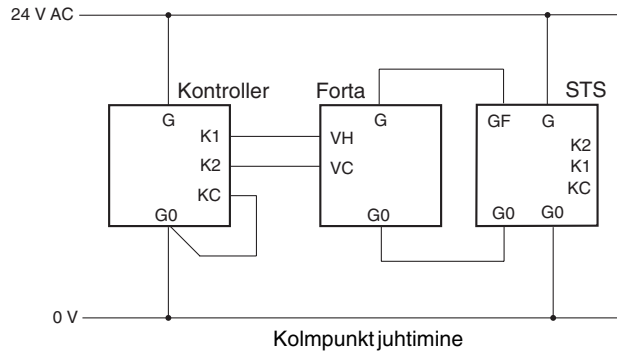 24 V AC
Kontroller
Forta
STS
G
G
GF
G
K1
VH
K2
K2
VC
K1
KC
KC
G0
G0
G0
G0
0 V
Kolmpunkt juhtimine